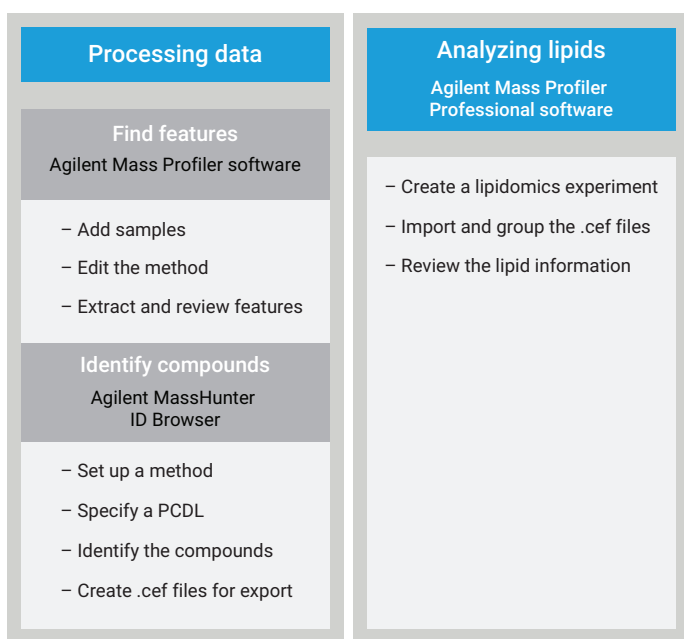 Processing data
Find features
Agilent Mass Profiler software
– Add samples
– Edit the method
– Extract and review features
Identify compounds
Agilent MassHunter
ID Browser
– Set up a method
– Specify a PCDL
– Identify the compounds
– Create .cef files for export
Analyzing lipids
Agilent Mass Profiler
Professional software
– Create a lipidomics experiment
– Import and group the .cef files
– Review the lipid information